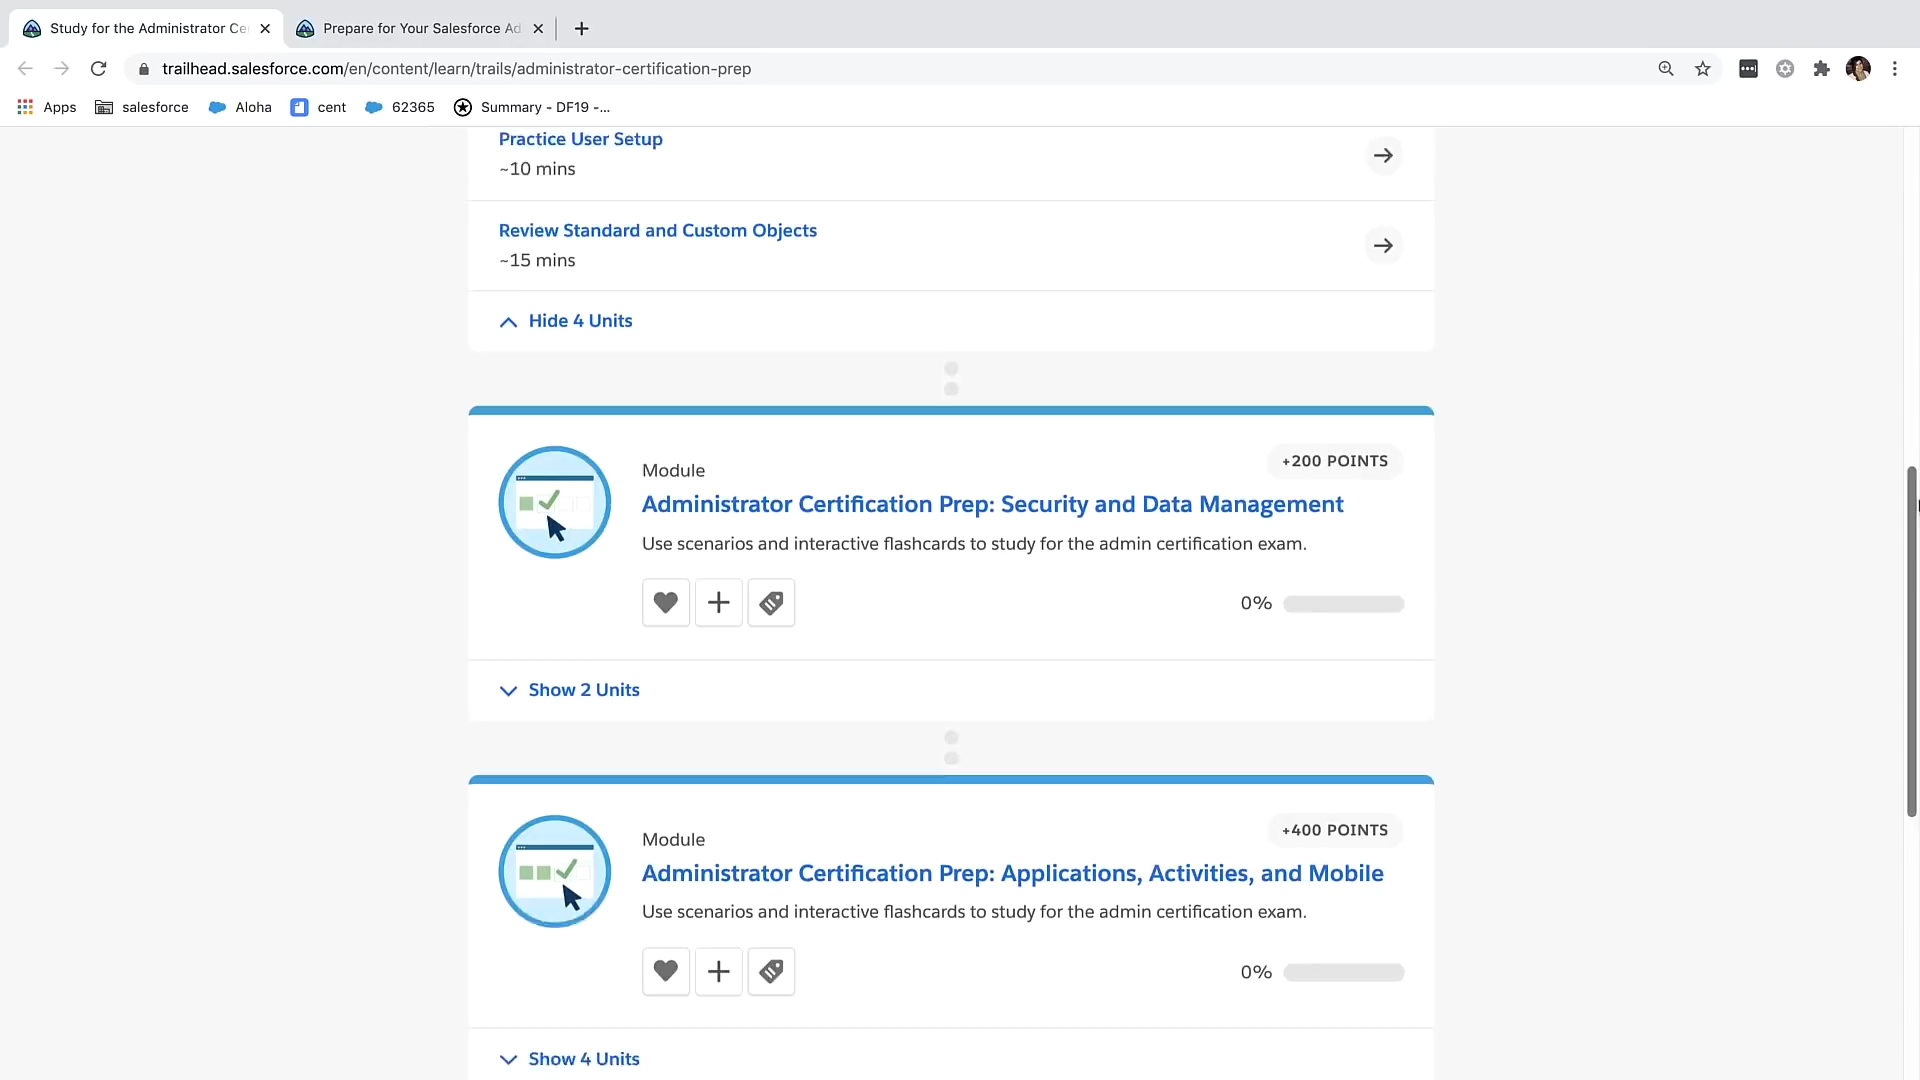 Study for the Administrator Ce
Prepare for Your Salesforce Ad
trailhead.salesforce.com/en/content/learn/trails/administrator-certification-prep
Apps
salesforce
Aloha
cent
62365
Summary - DF19 -...
Practice User Setup
~10 mins
Review Standard and Custom Objects
~15 mins
Hide 4 Units
Module
+200 POINTS
Administrator Certification Prep: Security and Data Management
Use scenarios and interactive flashcards to study for the admin certification exam.
0%
Show 2 Units
Module
+400 POINTS
Administrator Certification Prep: Applications, Activities, and Mobile
Use scenarios and interactive flashcards to study for the admin certification exam.
0%
Show 4 Units